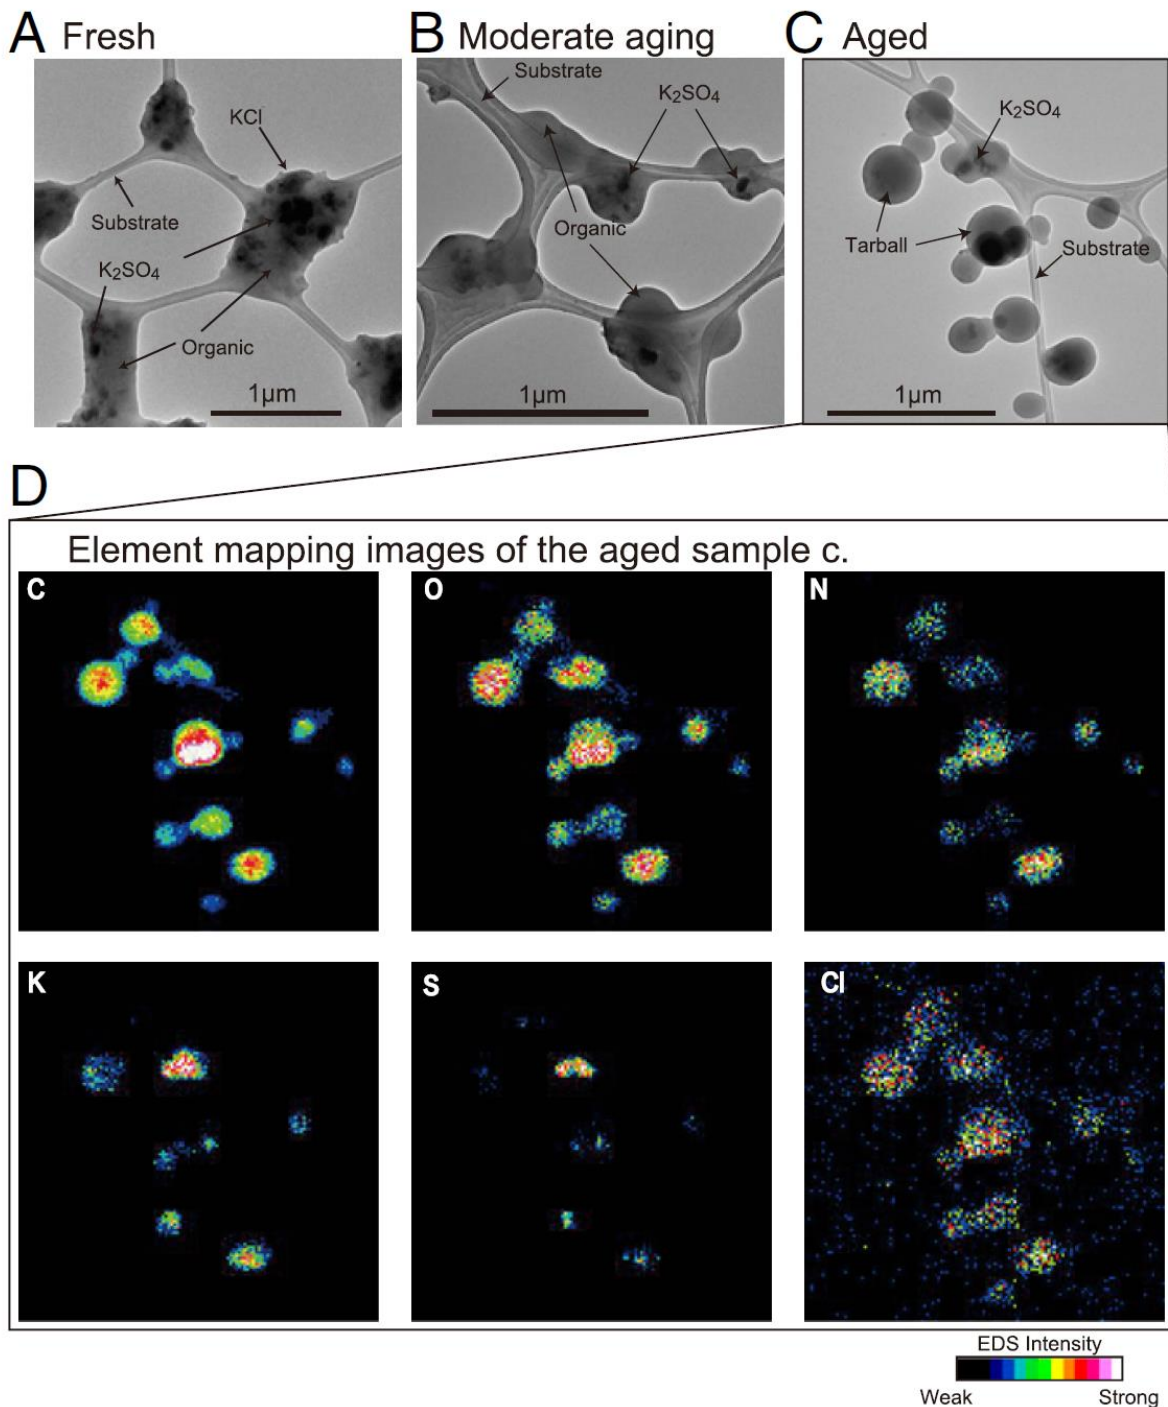 A Fresh
B Moderate aging
C Aged
KCl
Substrate
K₂SO₄
Organic
1µm
Substrate
K₂SO₄
Organic
1µm
K₂SO₄
Tarball
Substrate
1µm
D
Element mapping images of the aged sample c.
C
O
N
K
S
Cl
EDS Intensity
Weak Strong